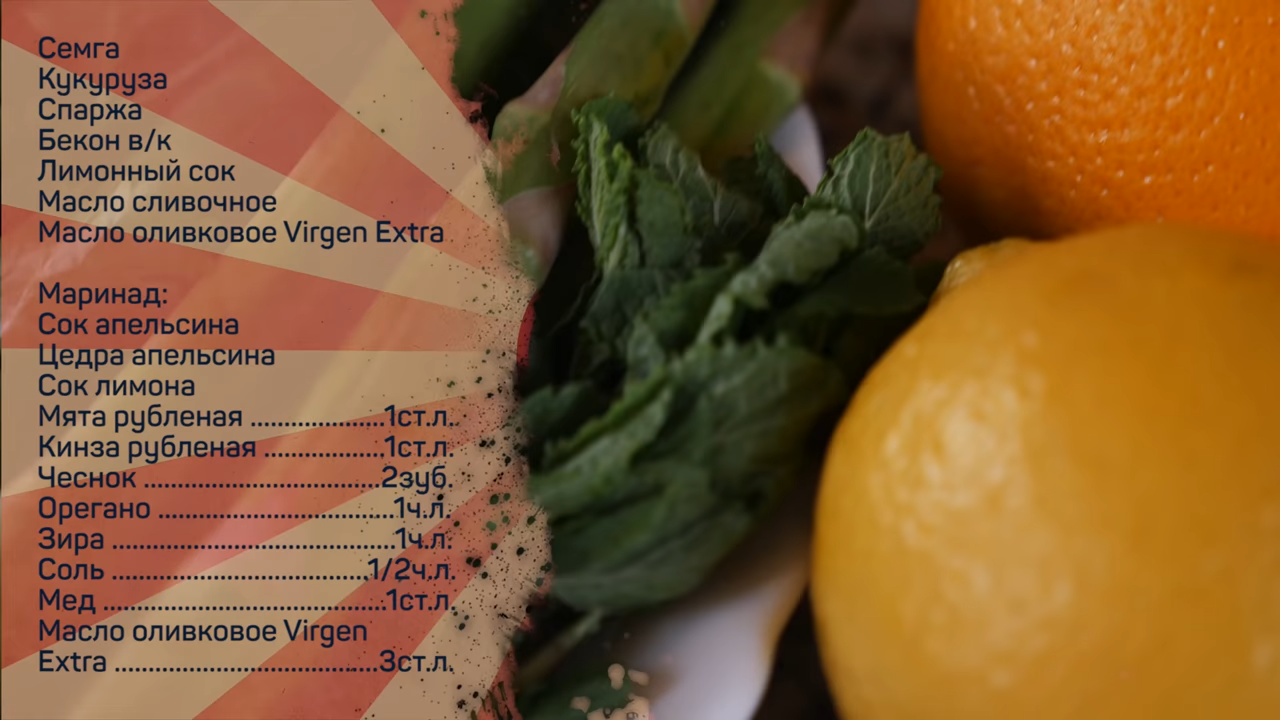 Семга
Кукуруза
Спаржа
Бекон в/к
Лимонный сок
Масло сливочное
Масло оливковое Virgen Extra
Маринад:
Сок апельсина
Цедра апельсина
Сок лимона
Мята рубленая ....................1ст.л.
Кинза рубленая ..................1ст.л.
Чеснок ...................................2зуб.
Орегано ...................................1ч.л.
Зира ..........................................1ч.л.
Соль ......................................1/2ч.л.
Мед ..........................................1ст.л.
Масло оливковое Virgen
Extra .......................................3ст.л.